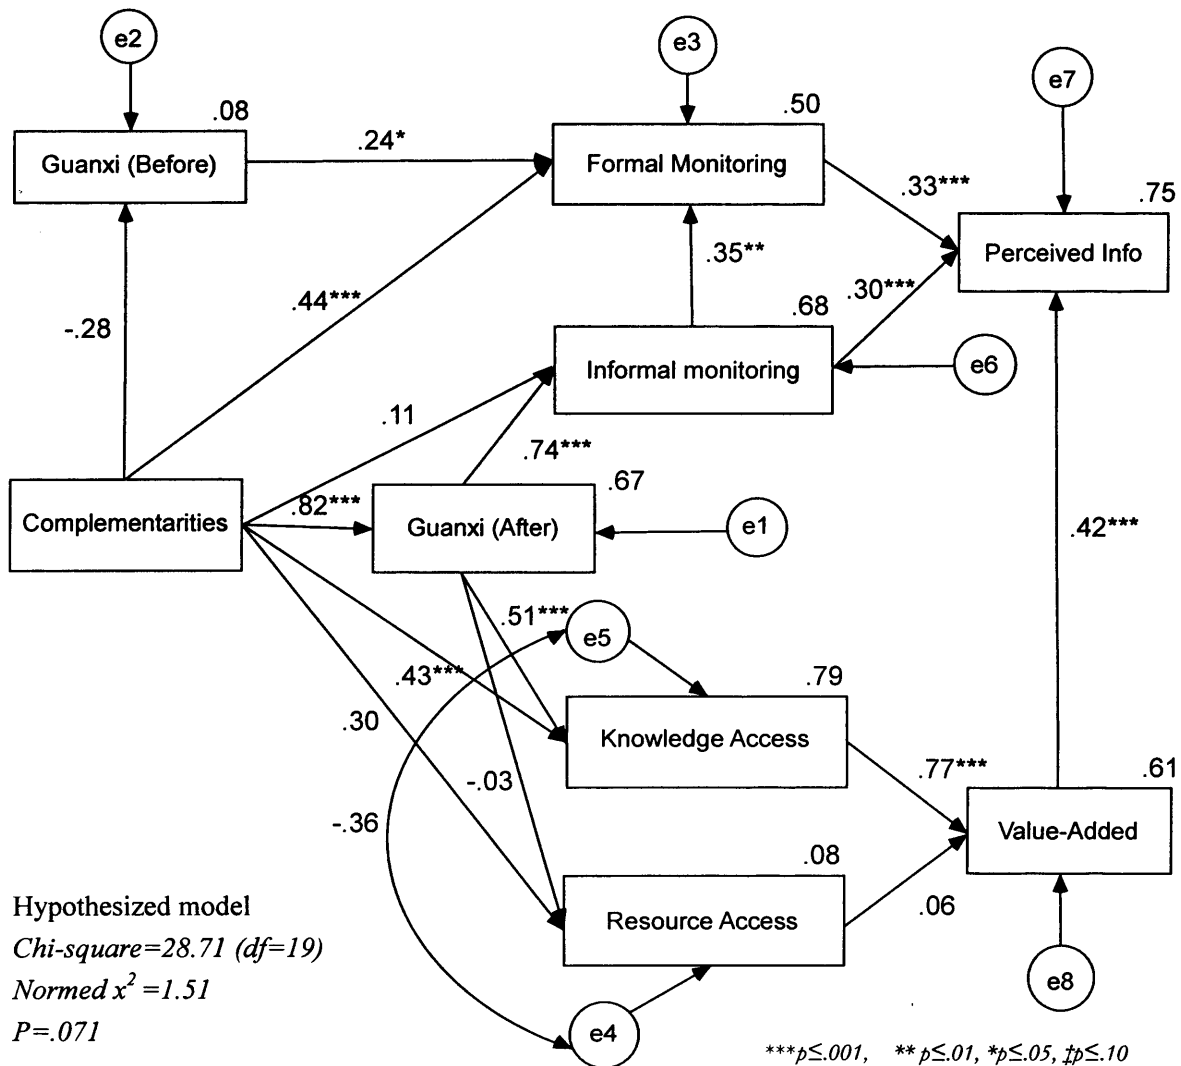 e2
e3
e7
.08
.50
Guanxi (Before)
.24*
Formal Monitoring
.33***
.75
Perceived Info
.35**
.44***
.30***
-.28
.68
Informal monitoring
e6
.11
.74***
.67
Complementarities
.82***
Guanxi (After)
e1
.42***
.51***
e5
.43***
.79
.30
Knowledge Access
-.03
.77***
.61
-.36
Value-Added
.08
.06
Resource Access
Hypothesized model
Chi-square=28.71 (df=19)
Normed x² =1.51
P=.071
e8
e4
***p≤.001, **p≤.01, *p≤.05, ‡p≤.10